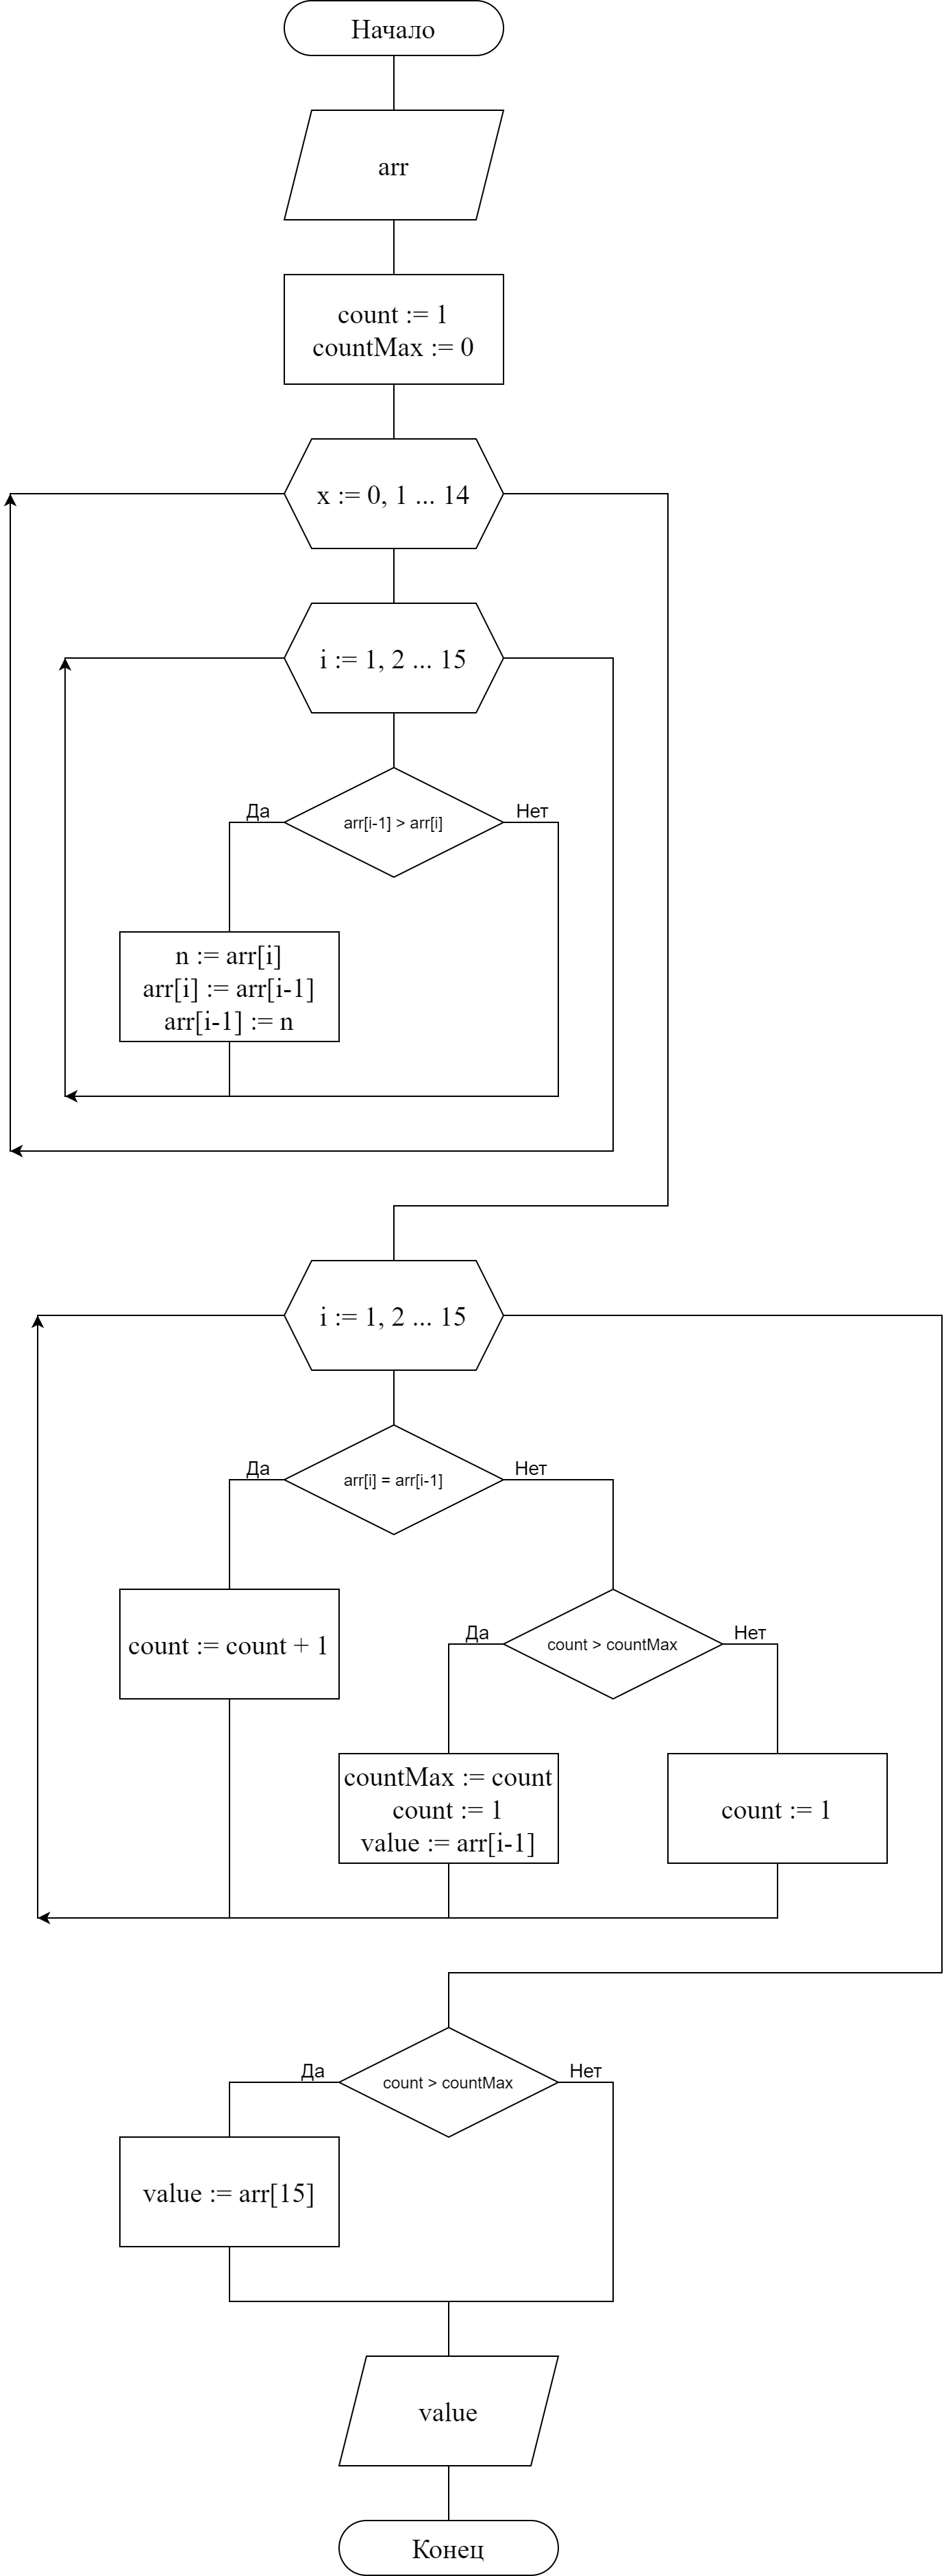 Начало
arr
count := 1
countMax := 0
x := 0, 1 ... 14
i := 1, 2 ... 15
arr[i-1] > arr[i]
Да
Нет
n := arr[i]
arr[i] := arr[i-1]
arr[i-1] := n
i := 1, 2 ... 15
arr[i] = arr[i-1]
Да
Нет
count := count + 1
count > countMax
Да
Нет
countMax := count
count := 1
value := arr[i-1]
count := 1
count > countMax
Да
Нет
value := arr[15]
value
Конец